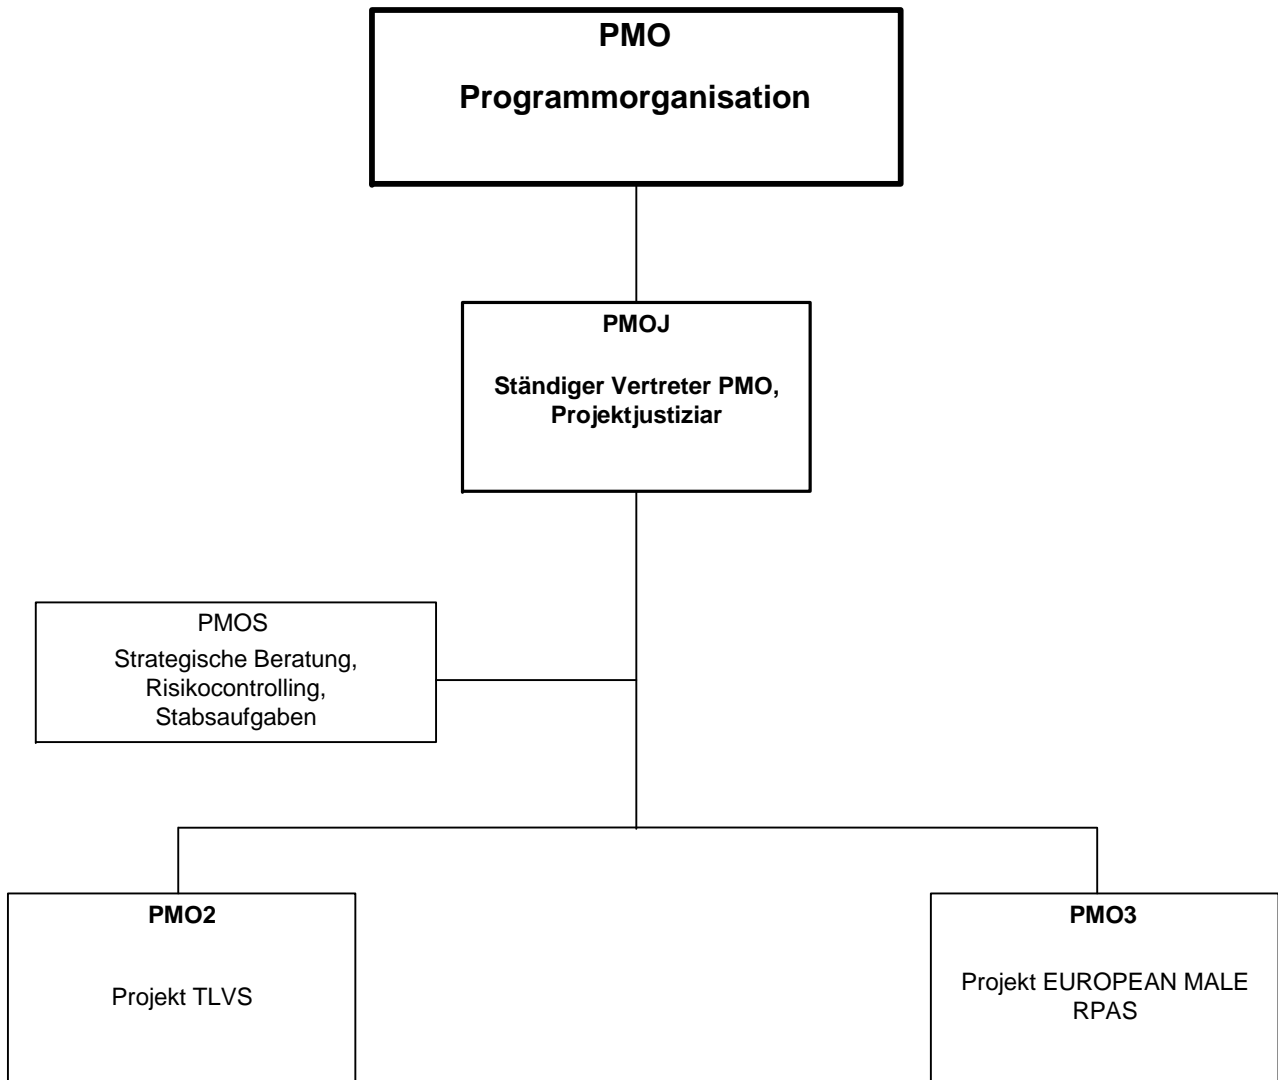 PMO
Programmorganisation
PMOJ
Ständiger Vertreter PMO,
Projektjustiziar
PMOS
Strategische Beratung,
Risikocontrolling,
Stabsaufgaben
PMO2
Projekt TLVS
PMO3
Projekt EUROPEAN MALE
RPAS